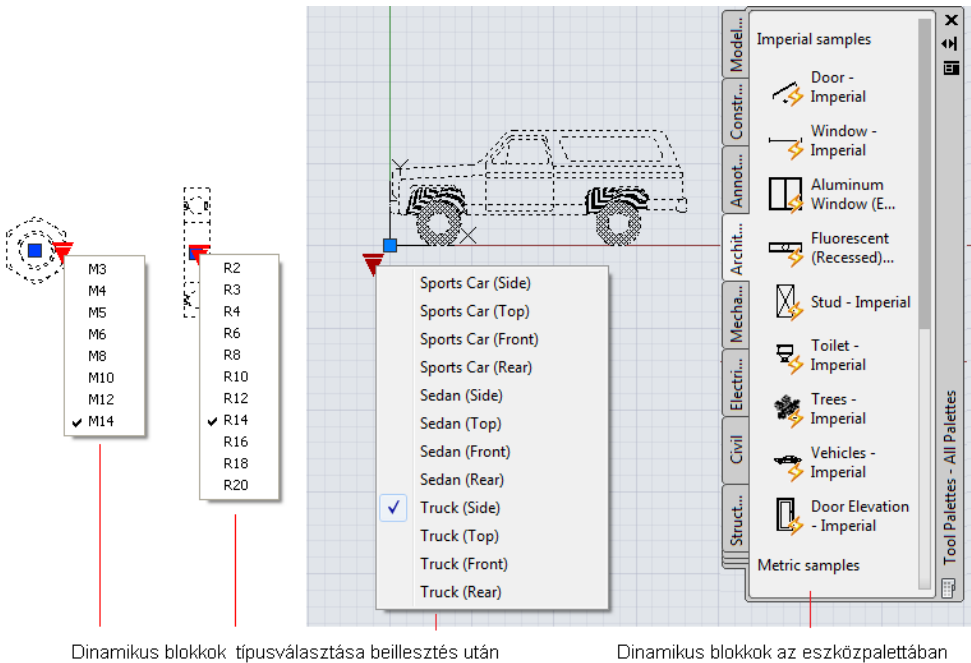 M3
M4
M5
M6
M8
M10
M12
M14
R2
R3
R4
R6
R8
R10
R12
R14
R16
R18
R20
Sports Car (Side)
Sports Car (Top)
Sports Car (Front)
Sports Car (Rear)
Sedan (Side)
Sedan (Top)
Sedan (Front)
Sedan (Rear)
Truck (Side)
Truck (Top)
Truck (Front)
Truck (Rear)
Model...
Constr...
Annot...
Archit...
Mecha...
Electri...
Civil
Struct...
Imperial samples
Door -
Imperial
Window -
Imperial
Aluminum
Window (E...
Fluorescent
(Recessed)...
Stud - Imperial
Toilet -
Imperial
Trees -
Imperial
Vehicles -
Imperial
Door Elevation
- Imperial
Metric samples
Tool Palettes - All Palettes
Dinamikus blokkok típusválasztása beillesztés után
Dinamikus blokkok az eszközpalettában